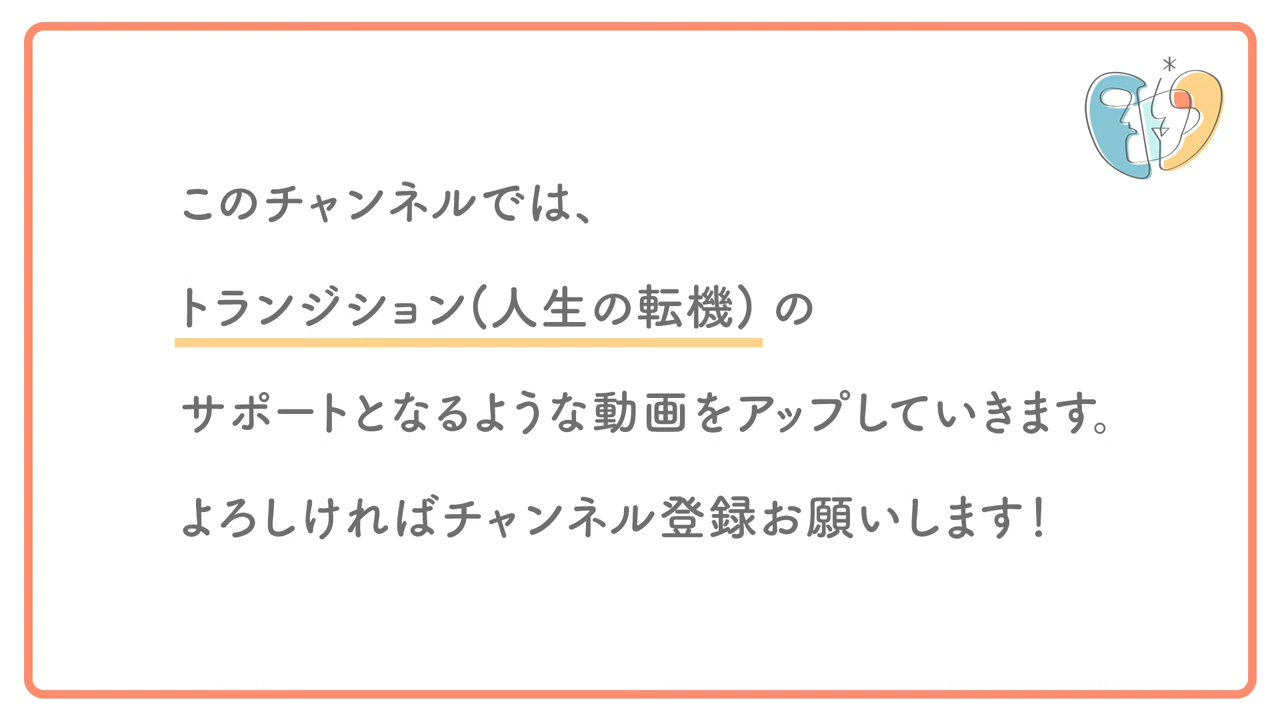 このチャンネルでは、
トランジション(人生の転機)の
サポートとなるような動画をアップしていきます。
よろしければチャンネル登録お願いします!